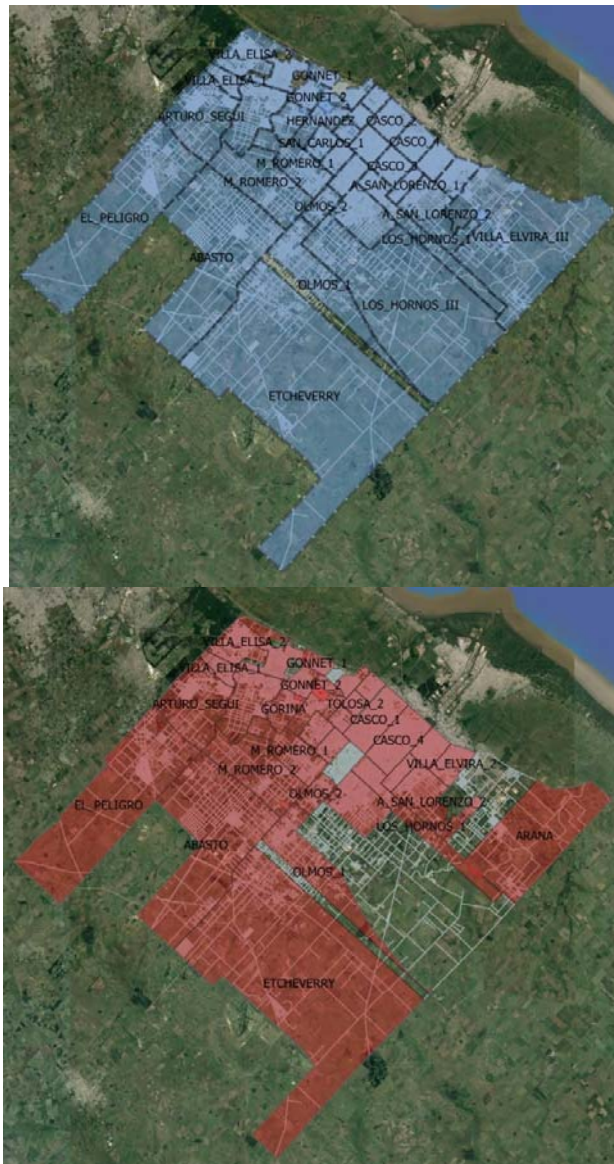 VILLA_ELISA_2
GONNET_1
VILLA_ELISA_1
GONNET_2
ARTURO_SEGUI
HERNANDEZ
CASCO_2
SAN_CARLOS_1
CASCO_4
M_ROMERO_1
CASCO_3
M_ROMERO_2
A_SAN_LORENZO_1
OLMOS_2
A_SAN_LORENZO_2
EL_PELIGRO
LOS_HORNOS_1
VILLA_ELVIRA_III
ABASTO
OLMOS_1
LOS_HORNOS_III
ETCHEVERRY
VILLA_ELISA_2
GONNET_1
VILLA_ELISA_1
GONNET_2
ARTURO_SEGUI
GORINA
TOLOSA_2
CASCO_1
CASCO_4
M_ROMERO_1
VILLA_ELVIRA_2
M_ROMERO_2
OLMOS_2
A_SAN_LORENZO_2
EL_PELIGRO
LOS_HORNOS_1
ARANA
ABASTO
OLMOS_1
ETCHEVERRY